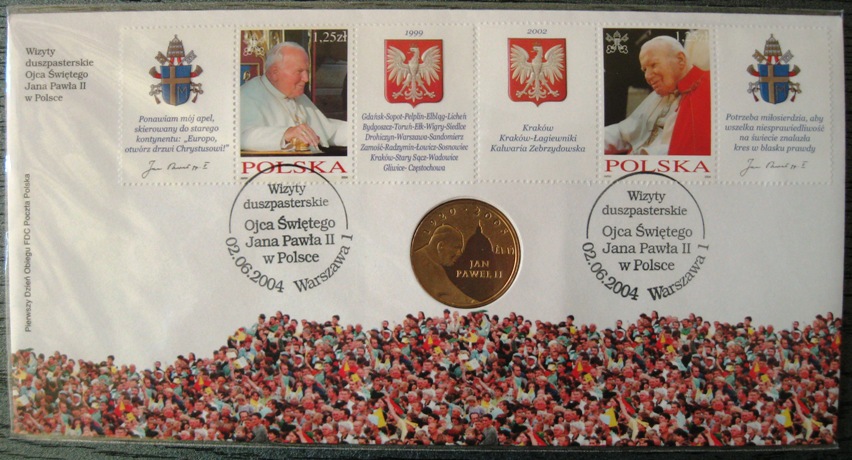 Wizyty
duszpasterskie
Ojca Świętego
Jana Pawła II
w Polsce
Pierwszy Dzień Obiegu FDC Poczta Polska
Ponawiam mój apel,
skierowany do starego
kontynentu: „Europo,
otwórz drzwi Chrystusowi!”
1,25zł
POLSKA
1999
Gdańsk-Sopot-Pelplin-Elbląg-Licheń
Bydgoszcz-Toruń-Ełk-Wigry-Siedlce
Drohiczyn-Warszawa-Sandomierz
Zamość-Radzymin-Łowicz-Sosnowiec
Kraków-Stary Sącz-Wadowice
Gliwice-Częstochowa
2002
Kraków
Kraków-Łagiewniki
Kalwaria Zebrzydowska
POLSKA
Potrzeba miłosierdzia, aby
wszelka niesprawiedliwość
na świecie znalazła
kres w blasku prawdy
Wizyty
duszpasterskie
Ojca Świętego
Jana Pawła II
w Polsce
02.06.2004 Warszawa 1
JAN
PAWEŁ II
Wizyty
duszpasterskie
Ojca Świętego
Jana Pawła II
w Polsce
02.06.2004 Warszawa 1